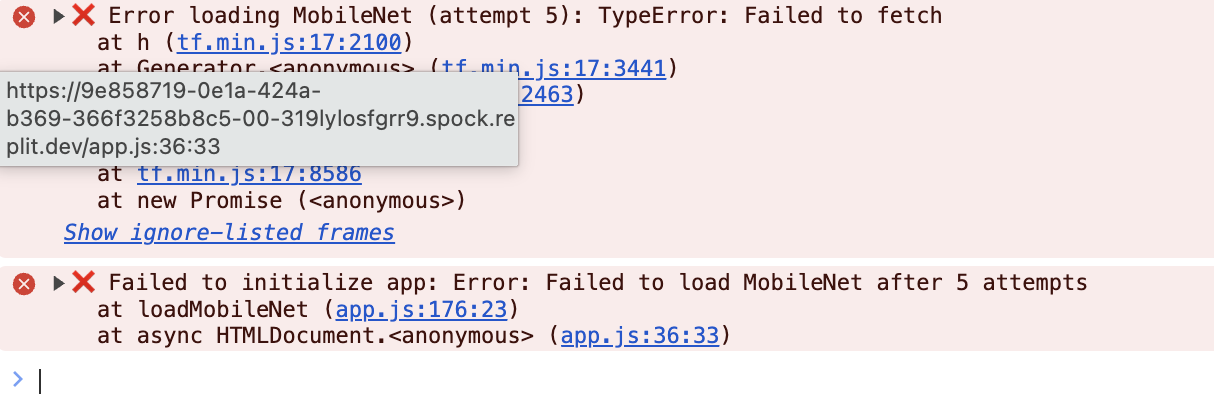 ❌ Error loading MobileNet (attempt 5): TypeError: Failed to fetch
at h (tf.min.js:17:2100)
at Generator.<anonymous> (tf.min.js:17:3441)
2463)
https://9e858719-0e1a-424a-
b369-366f3258b8c5-00-319lylosfgrr9.spock.re
plit.dev/app.js:36:33
at tf.min.js:17:8586
at new Promise (<anonymous>)
Show ignore-listed frames
❌ Failed to initialize app: Error: Failed to load MobileNet after 5 attempts
at loadMobileNet (app.js:176:23)
at async HTMLDocument.<anonymous> (app.js:36:33)
>